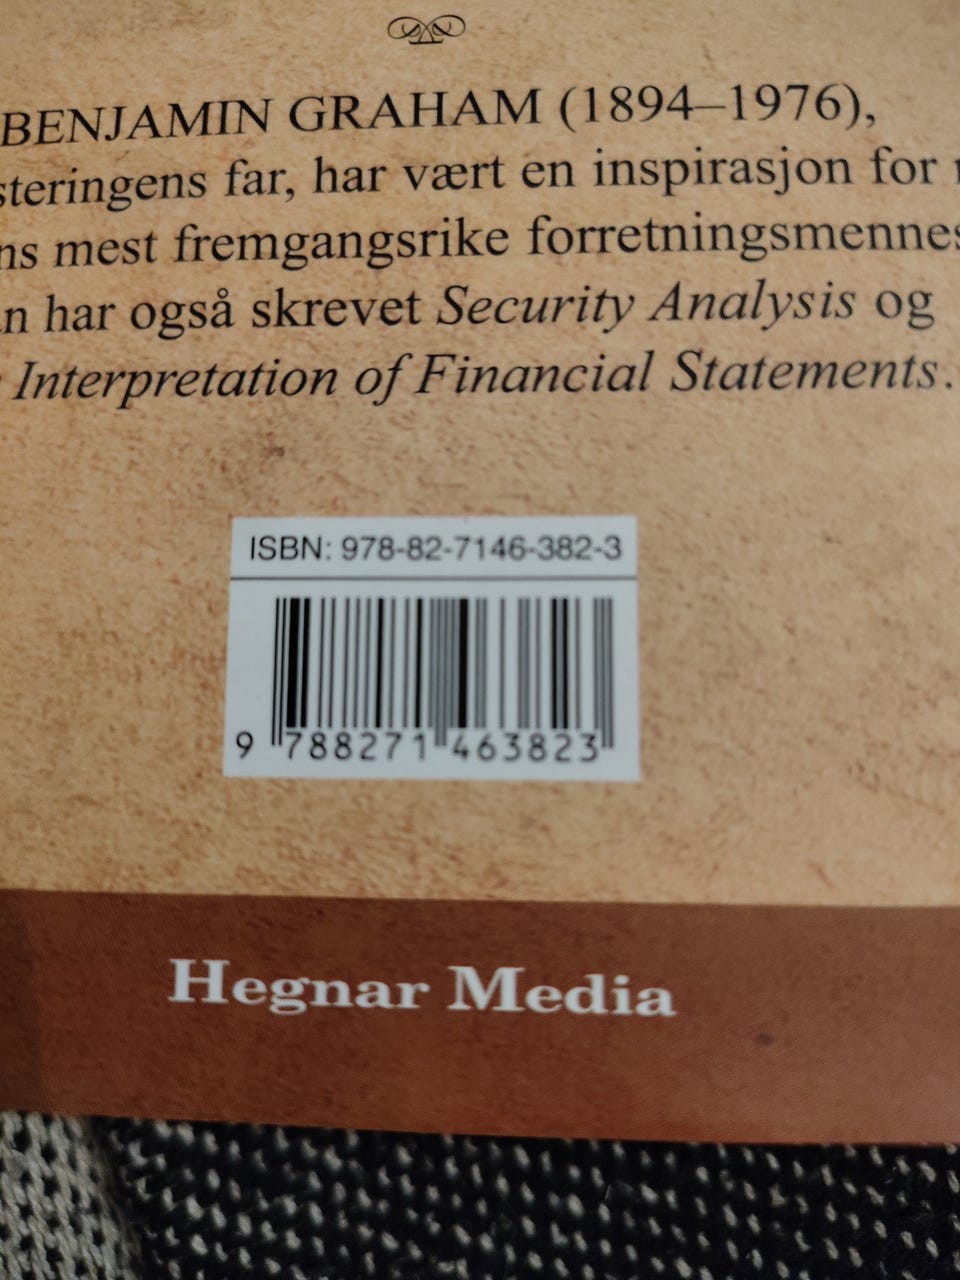 BENJAMIN GRAHAM (1894–1976),
steringens far, har vært en inspirasjon for
ns mest fremgangsrike forretningsmennes
n har også skrevet Security Analysis og
Interpretation of Financial Statements.
ISBN: 978-82-7146-382-3
9 788271 463823
Hegnar Media